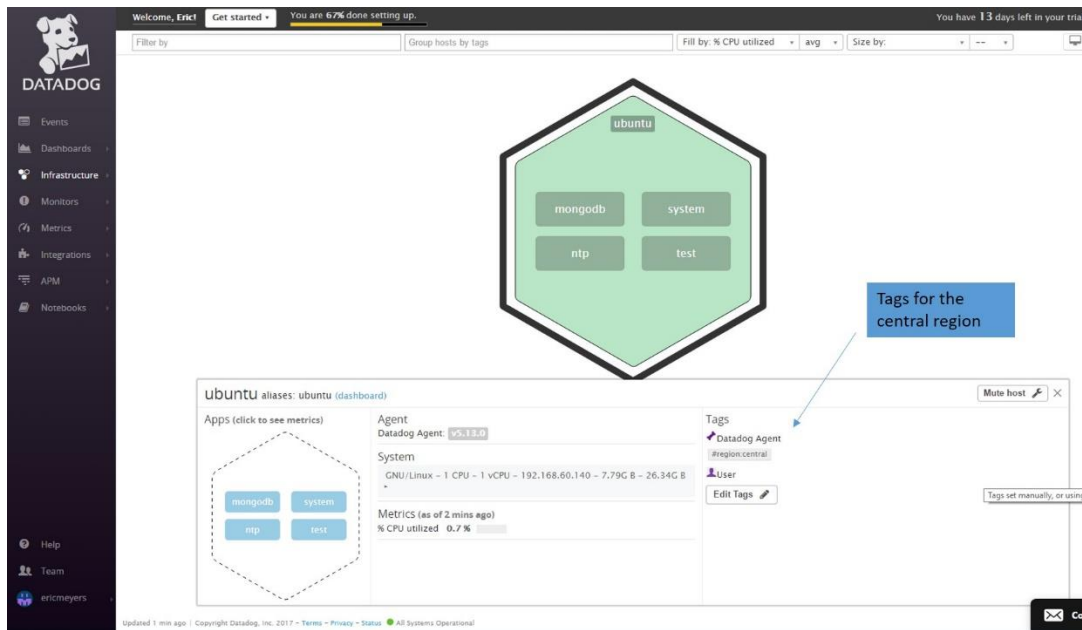 Welcome, Eric!
Get started
You are 67% done setting up.
You have 13 days left in your tria
DATADOG
Events
Dashboards
Infrastructure
Monitors
Metrics
Integrations
APM
Notebooks
Help
Team
ericmeyers
Filter by
Group hosts by tags
Fill by: % CPU utilized
avg
Size by:
--
ubuntu
mongodb
system
ntp
test
Tags for the
central region
ubuntu aliases: ubuntu (dashboard)
Mute host
Apps (click to see metrics)
mongodb
system
ntp
test
Agent
Datadog Agent: v5.13.0
System
GNU/Linux – 1 CPU – 1 vCPU – 192.168.60.140 – 7.79G B – 26.34G B
Metrics (as of 2 mins ago)
% CPU utilized 0.7 %
Tags
Datadog Agent
#region:central
User
Edit Tags
Tags set manually, or using
Updated 1 min ago | Copyright Datadog, Inc. 2017 – Terms – Privacy – Status All Systems Operational
Co